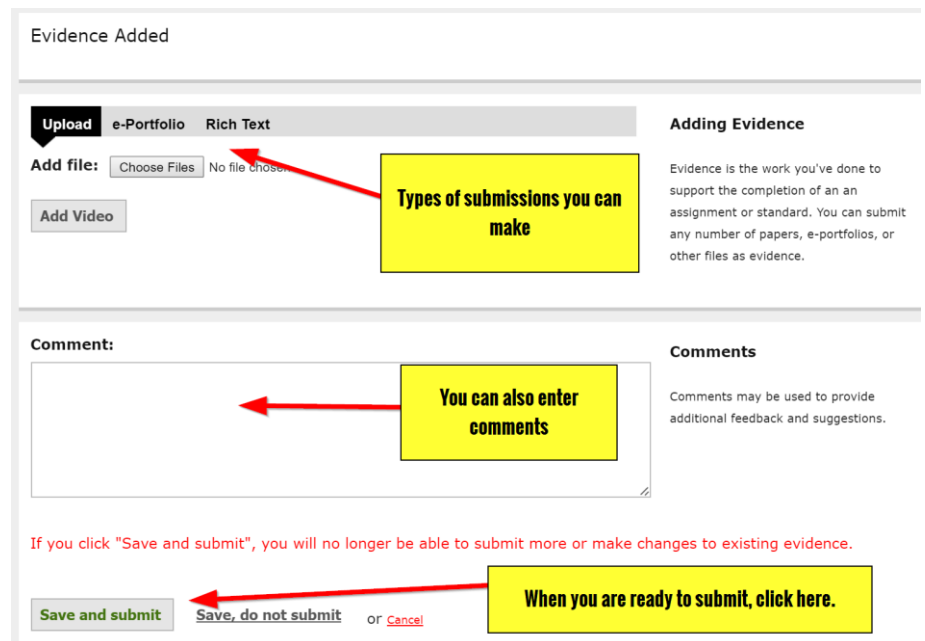 Evidence Added
Upload e-Portfolio Rich Text
Add file: Choose Files No file chosen
Add Video
Types of submissions you can
make
Adding Evidence
Evidence is the work you've done to
support the completion of an an
assignment or standard. You can submit
any number of papers, e-portfolios, or
other files as evidence.
Comment:
You can also enter
comments
Comments
Comments may be used to provide
additional feedback and suggestions.
If you click "Save and submit", you will no longer be able to submit more or make changes to existing evidence.
When you are ready to submit, click here.
Save and submit Save, do not submit or Cancel